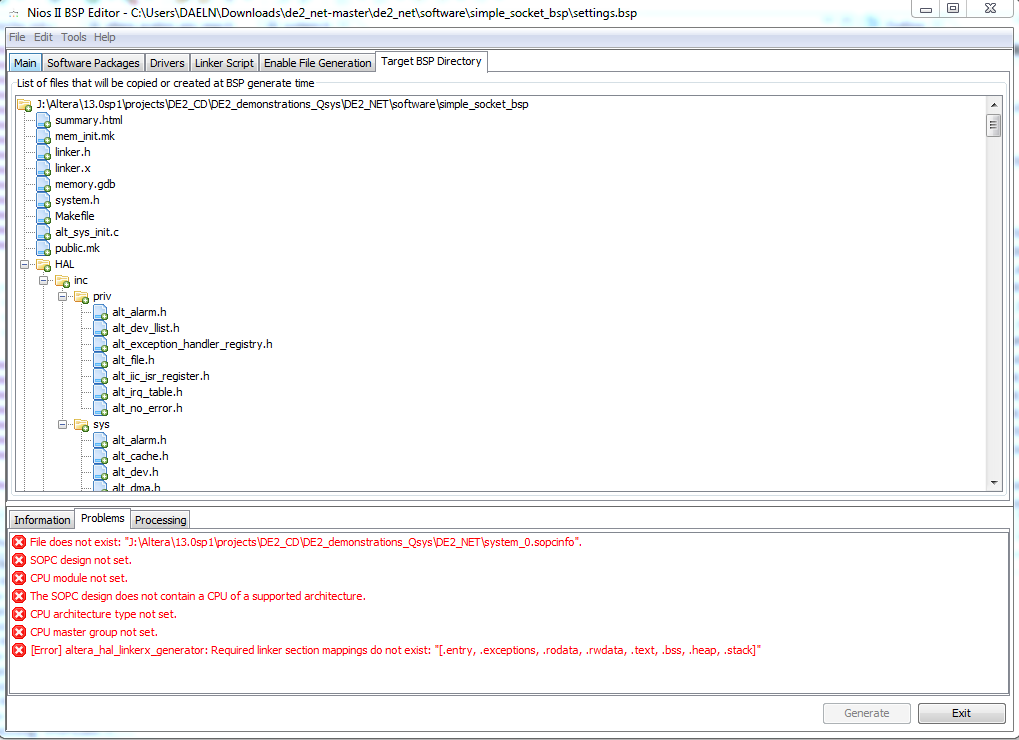 Nios II BSP Editor - C:\Users\DAELN\Downloads\de2_net-master\de2_net\software\simple_socket_bsp\settings.bsp
File Edit Tools Help
Main Software Packages Drivers Linker Script Enable File Generation Target BSP Directory
List of files that will be copied or created at BSP generate time
J:\Altera\13.0sp1\projects\DE2_CD\DE2_demonstrations_Qsys\DE2_NET\software\simple_socket_bsp
summary.html
mem_init.mk
linker.h
linker.x
memory.gdb
system.h
Makefile
alt_sys_init.c
public.mk
HAL
inc
priv
alt_alarm.h
alt_dev_llist.h
alt_exception_handler_registry.h
alt_file.h
alt_iic_isr_register.h
alt_irq_table.h
alt_no_error.h
sys
alt_alarm.h
alt_cache.h
alt_dev.h
alt_dma.h
Information Problems Processing
File does not exist: "J:\Altera\13.0sp1\projects\DE2_CD\DE2_demonstrations_Qsys\DE2_NET\system_0.sopcinfo".
SOPC design not set.
CPU module not set.
The SOPC design does not contain a CPU of a supported architecture.
CPU architecture type not set.
CPU master group not set.
[Error] altera_hal_linkerx_generator: Required linker section mappings do not exist: "[.entry, .exceptions, .rodata, .rwdata, .text, .bss, .heap, .stack]"
Generate Exit